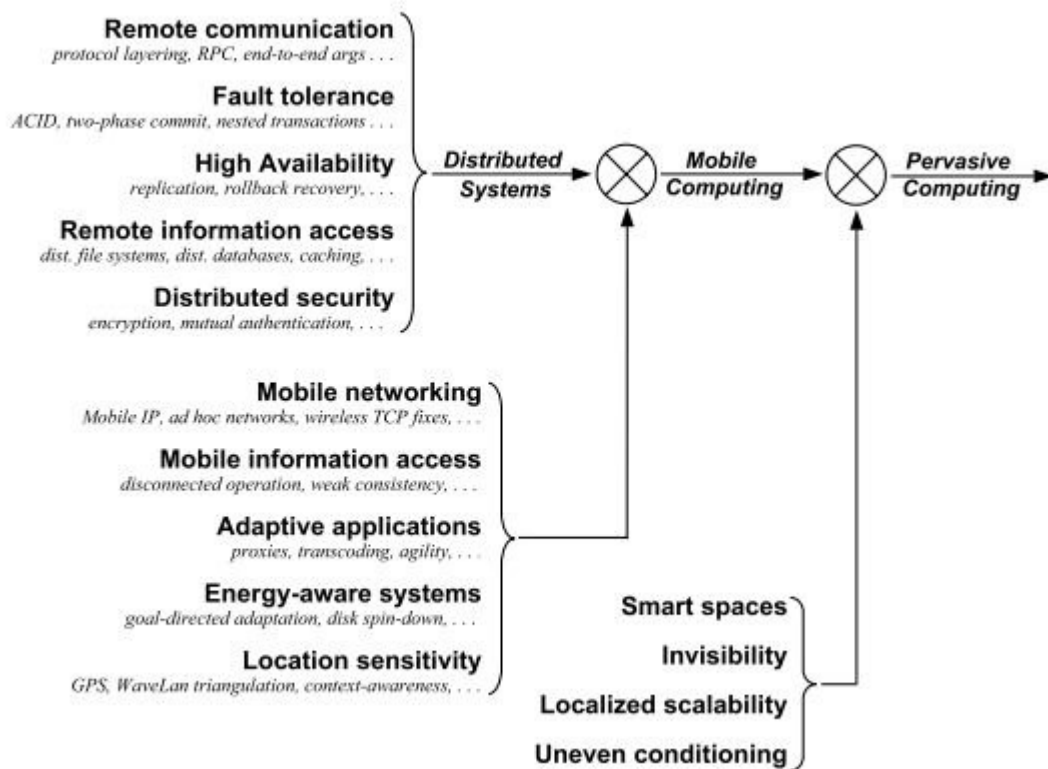 Remote communication
protocol layering, RPC, end-to-end args . . .
Fault tolerance
ACID, two-phase commit, nested transactions . . .
High Availability
replication, rollback recovery, . . .
Remote information access
dist. file systems, dist. databases, caching, . . .
Distributed security
encryption, mutual authentication, . . .
Distributed
Systems
Mobile
Computing
Pervasive
Computing
Mobile networking
Mobile IP, ad hoc networks, wireless TCP fixes, . . .
Mobile information access
disconnected operation, weak consistency, . . .
Adaptive applications
proxies, transcoding, agility, . . .
Energy-aware systems
goal-directed adaptation, disk spin-down, . . .
Location sensitivity
GPS, WaveLan triangulation, context-awareness, . . .
Smart spaces
Invisibility
Localized scalability
Uneven conditioning